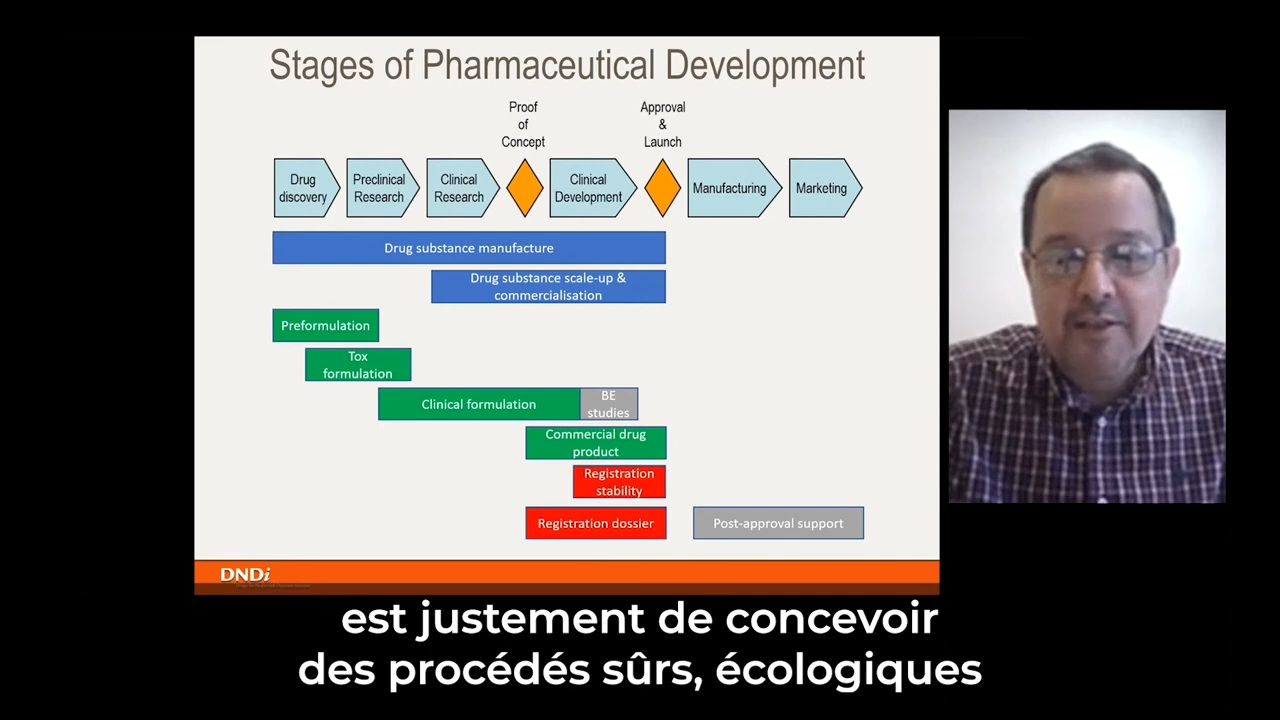 Stages of Pharmaceutical Development
Proof
of
Concept
Approval
&
Launch
Drug
discovery
Preclinical
Research
Clinical
Research
Clinical
Development
Manufacturing
Marketing
Drug substance manufacture
Drug substance scale-up &
commercialisation
Preformulation
Tox
formulation
Clinical formulation
BE
studies
Commercial drug
product
Registration
stability
Registration dossier
Post-approval support
DNDi
est justement de concevoir
des procédés sûrs, écologiques